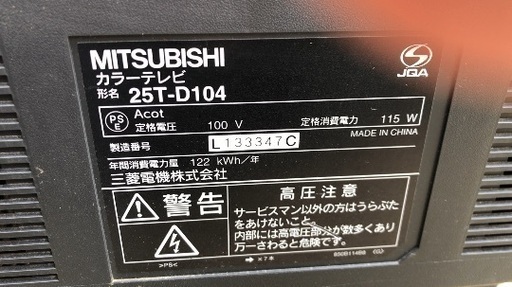 MITSUBISHI
カラーテレビ
形名 25T-D104
JQA
PSE Acot
定格電圧 100 V 定格消費電力 115 W
製造番号 L133347C MADE IN CHINA
年間消費電力量 122 kWh/年
三菱電機株式会社
警告
高圧注意
サービスマン以外の方はうらぶた
をあけないこと。
内部には高電圧部分が数多くあり
万一さわると危険です。
>PS<